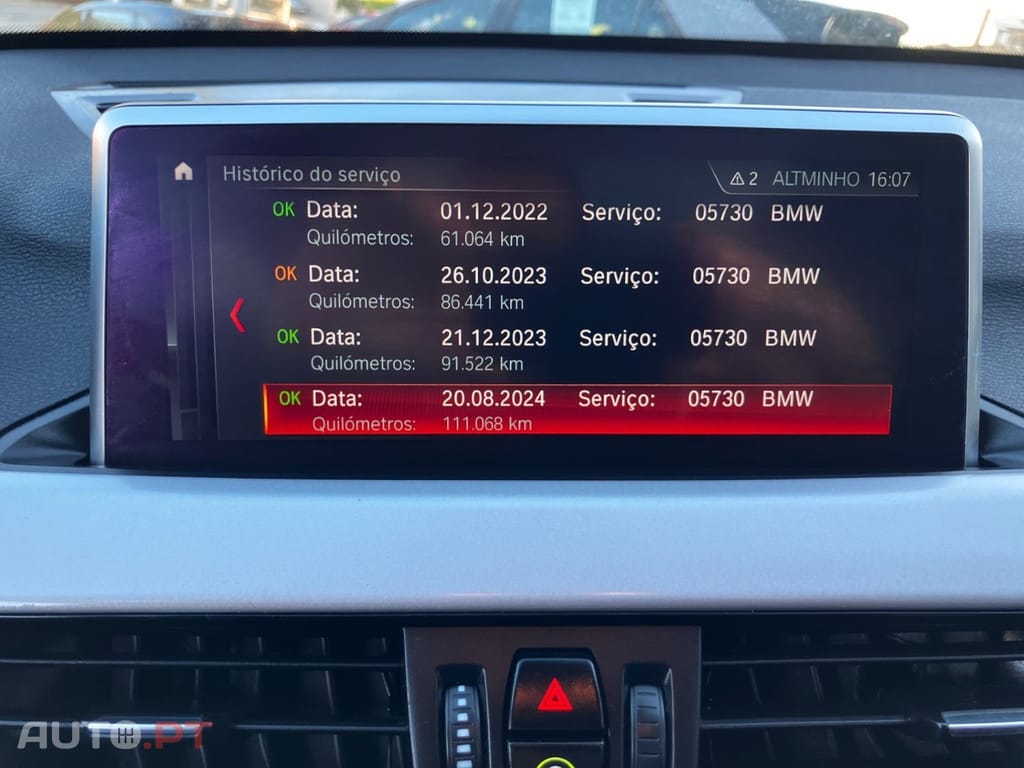 Histórico do serviço
2 ALTMINHO 16:07
OK Data: 01.12.2022 Serviço: 05730 BMW
Quilómetros: 61.064 km
OK Data: 26.10.2023 Serviço: 05730 BMW
Quilómetros: 86.441 km
OK Data: 21.12.2023 Serviço: 05730 BMW
Quilómetros: 91.522 km
OK Data: 20.08.2024 Serviço: 05730 BMW
Quilómetros: 111.068 km
AUTO.PT